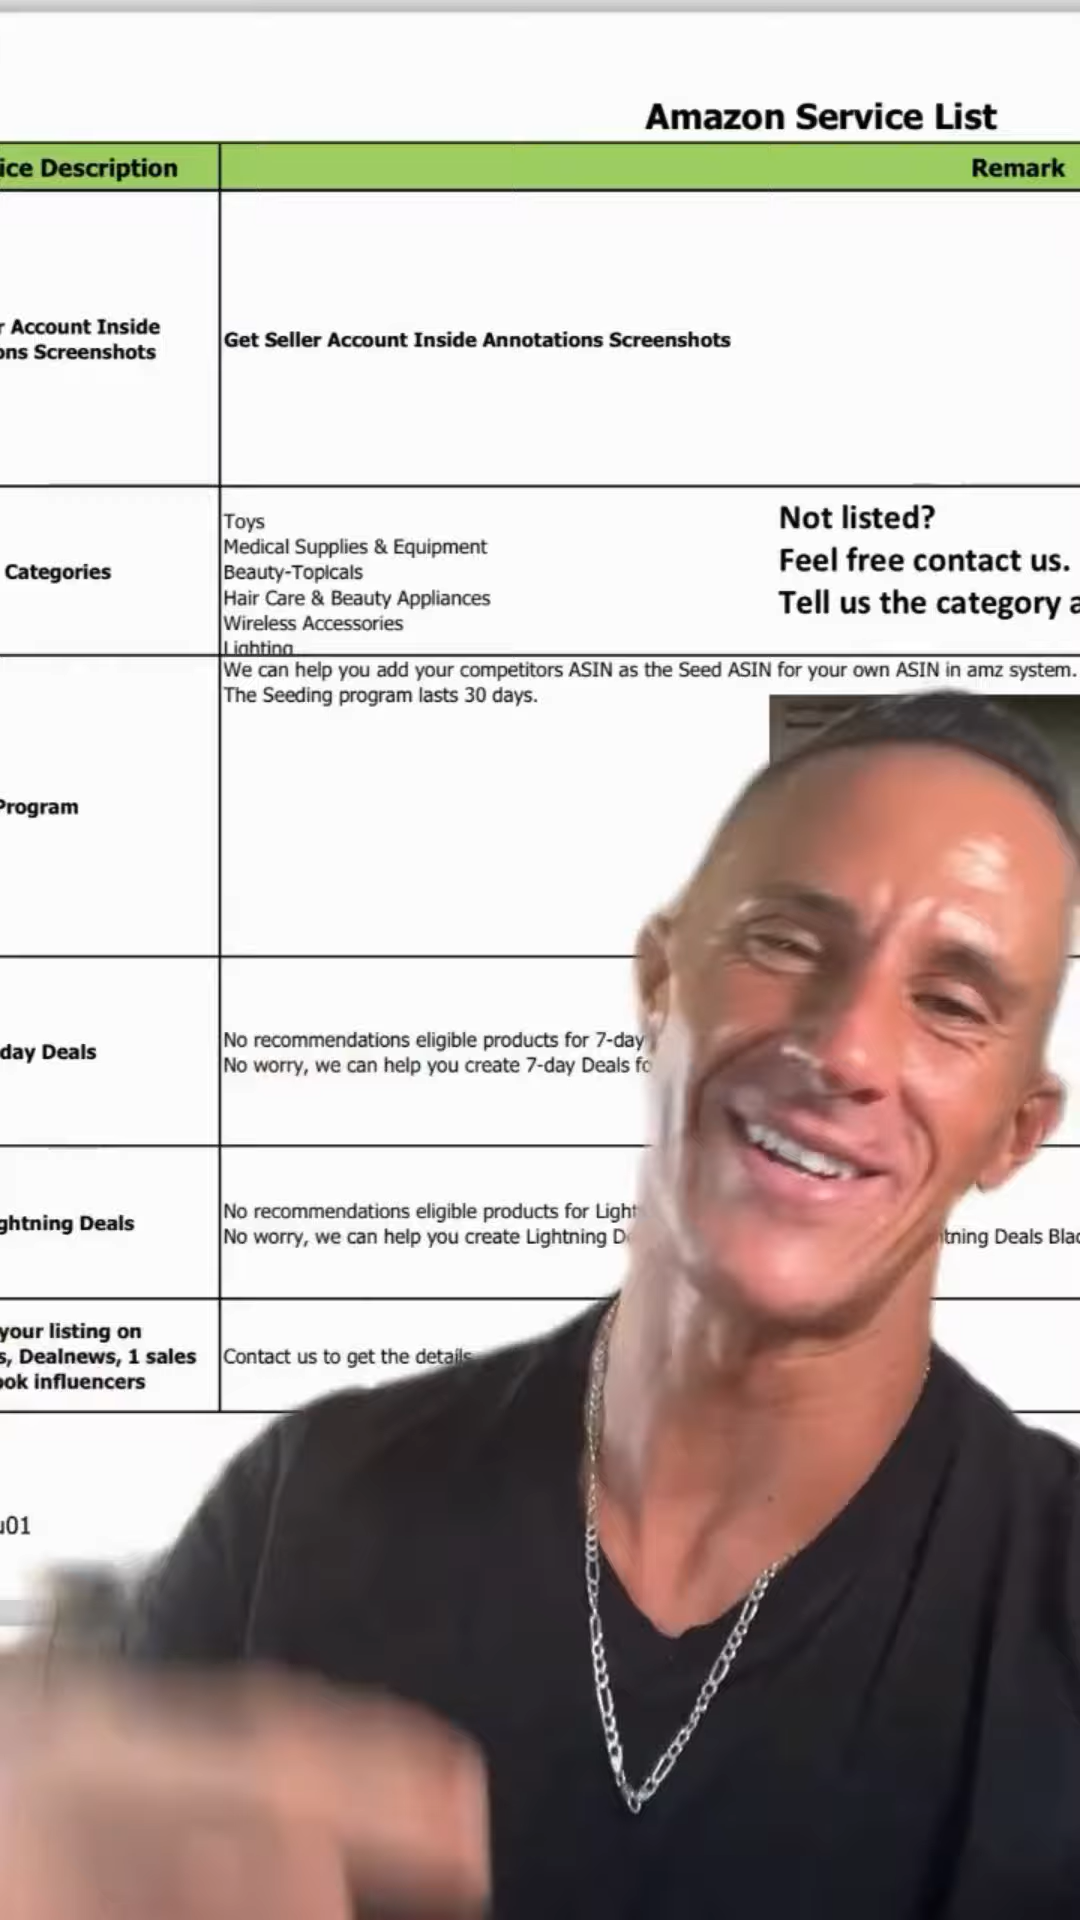 Amazon Service List
ice Description
Remark
r Account Inside
ons Screenshots
Get Seller Account Inside Annotations Screenshots
Categories
Toys
Medical Supplies & Equipment
Beauty-Topicals
Hair Care & Beauty Appliances
Wireless Accessories
Lighting
Not listed?
Feel free contact us.
Tell us the category a
Program
We can help you add your competitors ASIN as the Seed ASIN for your own ASIN in amz system.
The Seeding program lasts 30 days.
day Deals
No recommendations eligible products for 7-day
No worry, we can help you create 7-day Deals fo
ghtning Deals
No recommendations eligible products for Light
No worry, we can help you create Lightning D
tning Deals Blac
your listing on
s, Dealnews, 1 sales
ook influencers
Contact us to get the details
u01